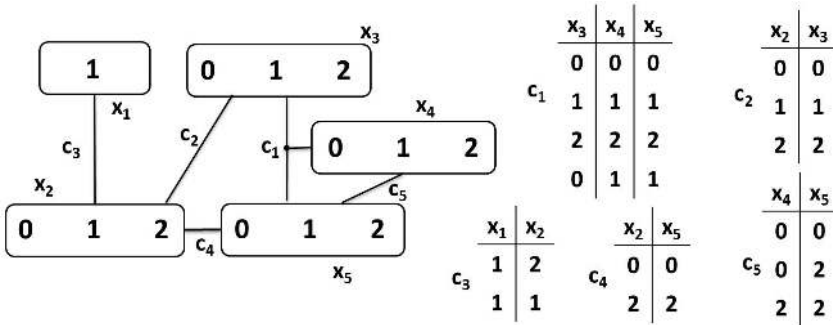 x3
1
0 1 2
x1
x4
c3
c2
c1
0 1 2
x2
c5
0 1 2
c4
0 1 2
x5
x3 x4 x5
0 0 0
c1
1 1 1
2 2 2
0 1 1
x2 x3
0 0
c2
1 1
2 2
x1 x2
1 2
c3
1 1
x2 x5
0 0
c4
2 2
x4 x5
0 0
c5
0 2
2 2